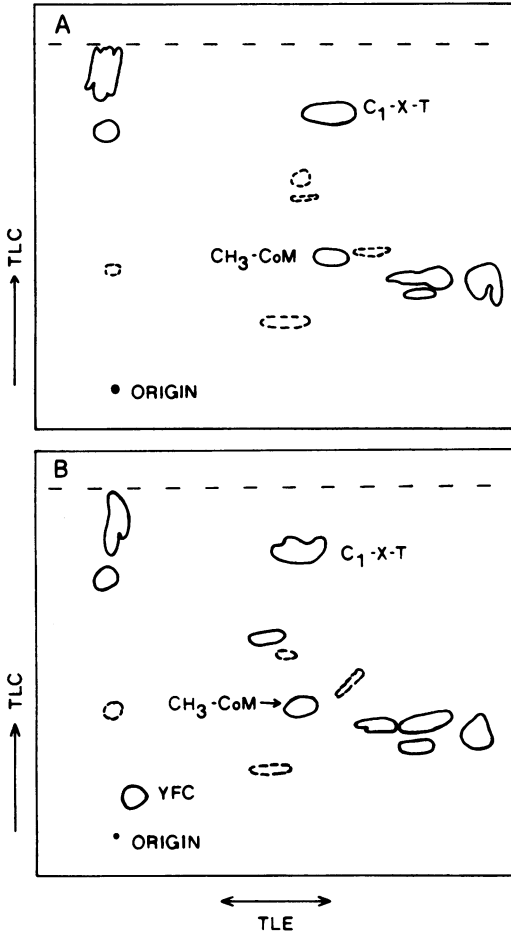 A
C₁-X-T
CH₃-CoM
TLC
ORIGIN
B
C₁-X-T
CH₃-CoM
TLC
YFC
ORIGIN
TLE